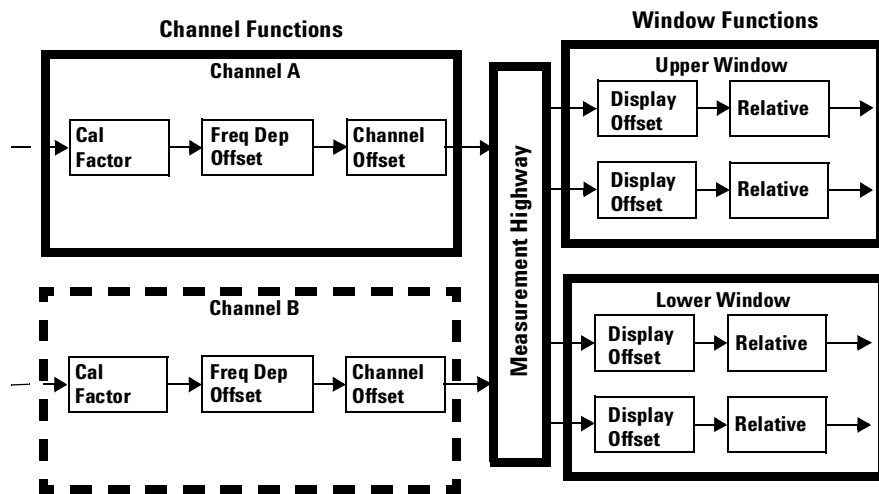 Channel Functions
Window Functions
Channel A
Cal
Factor
Freq Dep
Offset
Channel
Offset
Measurement Highway
Upper Window
Display
Offset
Relative
Display
Offset
Relative
Channel B
Cal
Factor
Freq Dep
Offset
Channel
Offset
Lower Window
Display
Offset
Relative
Display
Offset
Relative